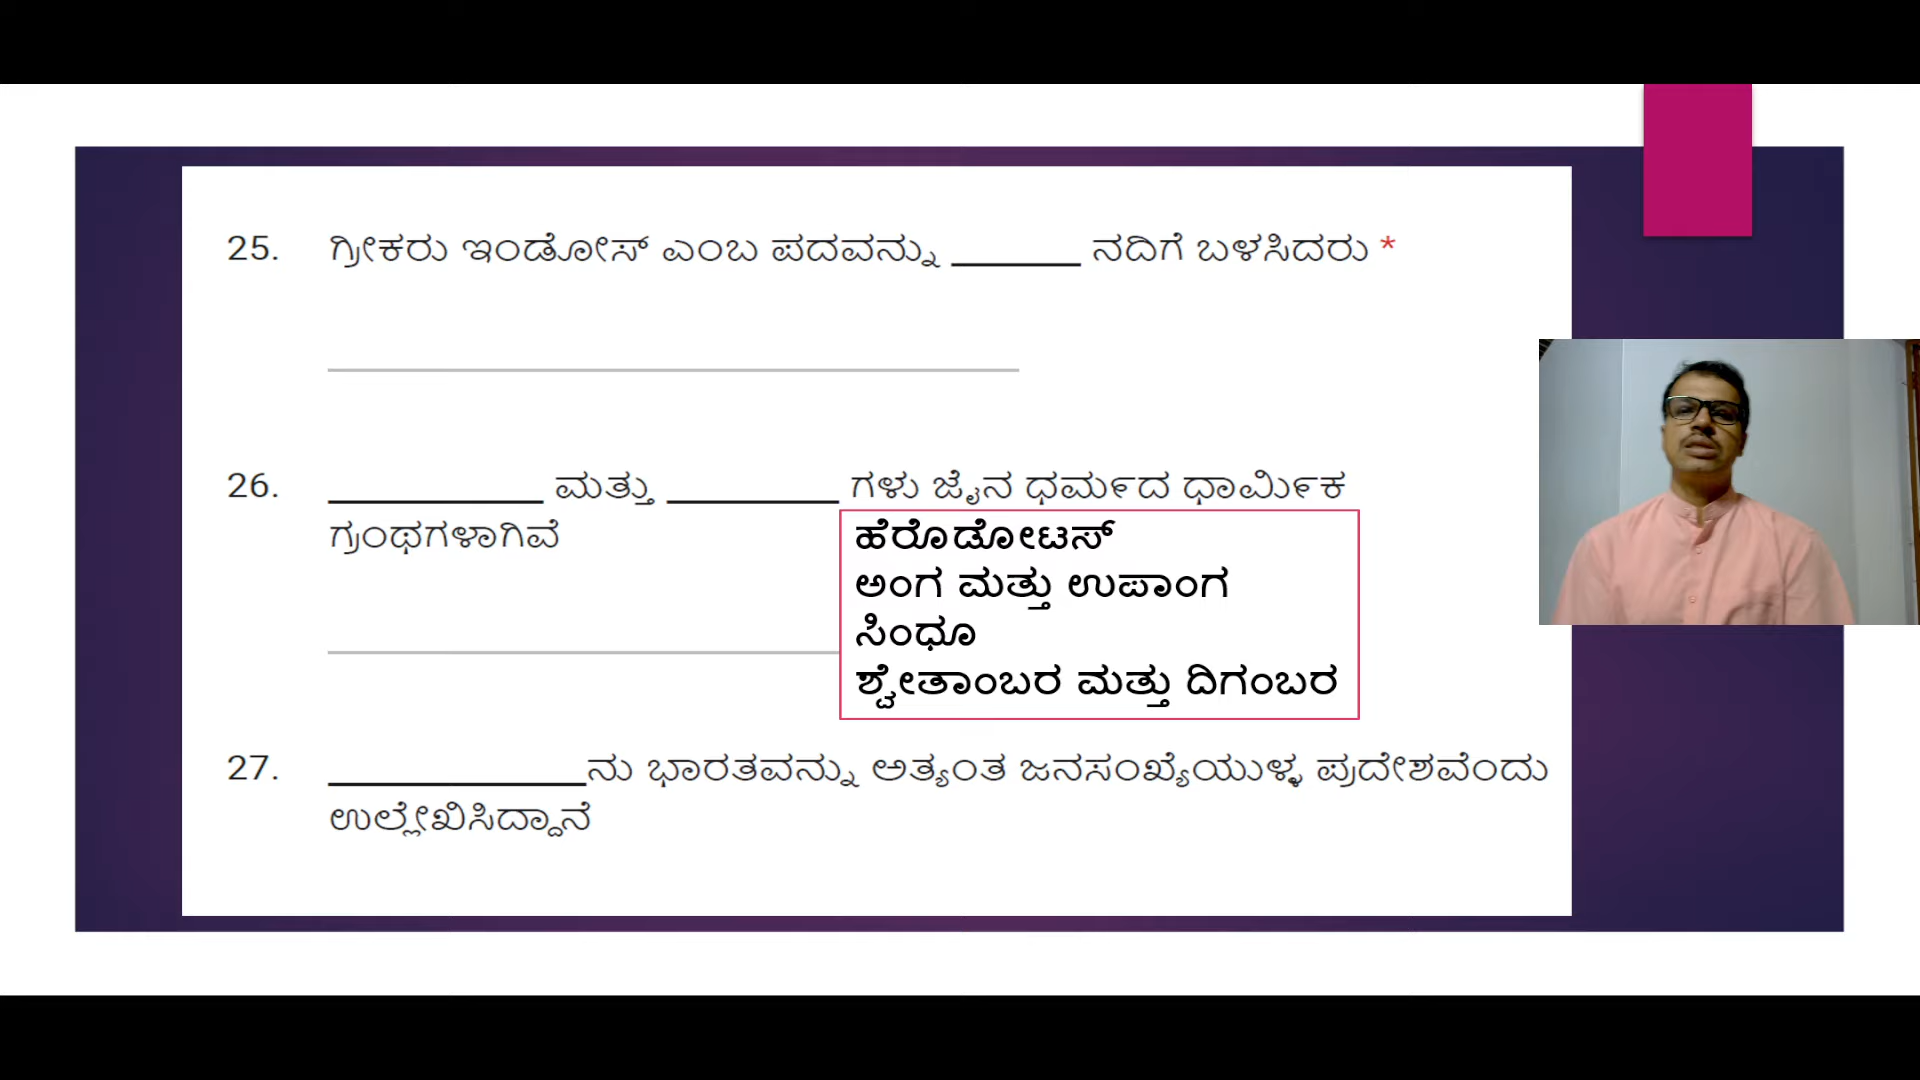 25. ಗ್ರೀಕರು ಇಂಡೋಸ್ ಎಂಬ ಪದವನ್ನು ______ ನದಿಗೆ ಬಳಸಿದರು *
26. __________ ಮತ್ತು ________ ಗಳು ಜೈನ ಧರ್ಮದ ಧಾರ್ಮಿಕ
ಗ್ರಂಥಗಳಾಗಿವೆ
ಹೆರೊಡೋಟಸ್
ಅಂಗ ಮತ್ತು ಉಪಾಂಗ
ಸಿಂಧೂ
ಶ್ವೇತಾಂಬರ ಮತ್ತು ದಿಗಂಬರ
27. ____________ನು ಭಾರತವನ್ನು ಅತ್ಯಂತ ಜನಸಂಖ್ಯೆಯುಳ್ಳ ಪ್ರದೇಶವೆಂದು
ಉಲ್ಲೇಖಿಸಿದ್ದಾನೆ